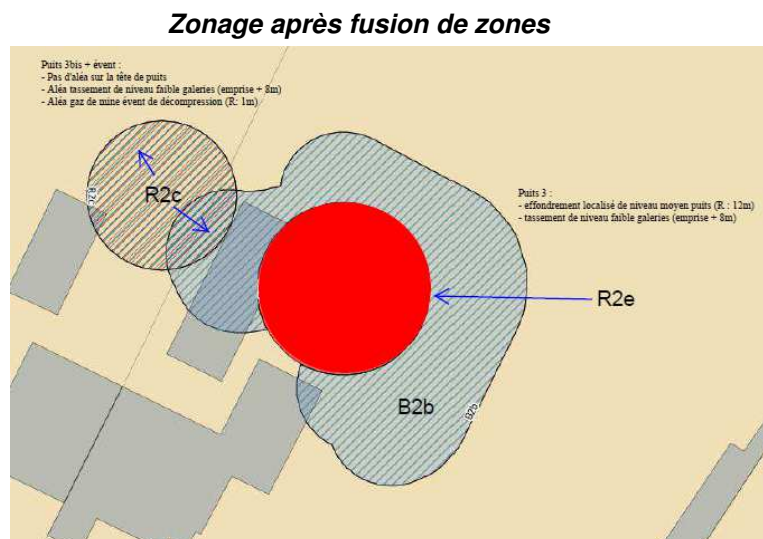 Zonage après fusion de zones
Puits 3bis + évent :
- Pas d'aléa sur la tête de puits
- Aléa tassement de niveau faible galeries (emprise + 8m)
- Aléa gaz de mine évent de décompression (R: 1m)
R2c
R2c
Puits 3 :
- effondrement localisé de niveau moyen puits (R : 12m)
- tassement de niveau faible galeries (emprise + 8m)
R2e
B2b
B2b